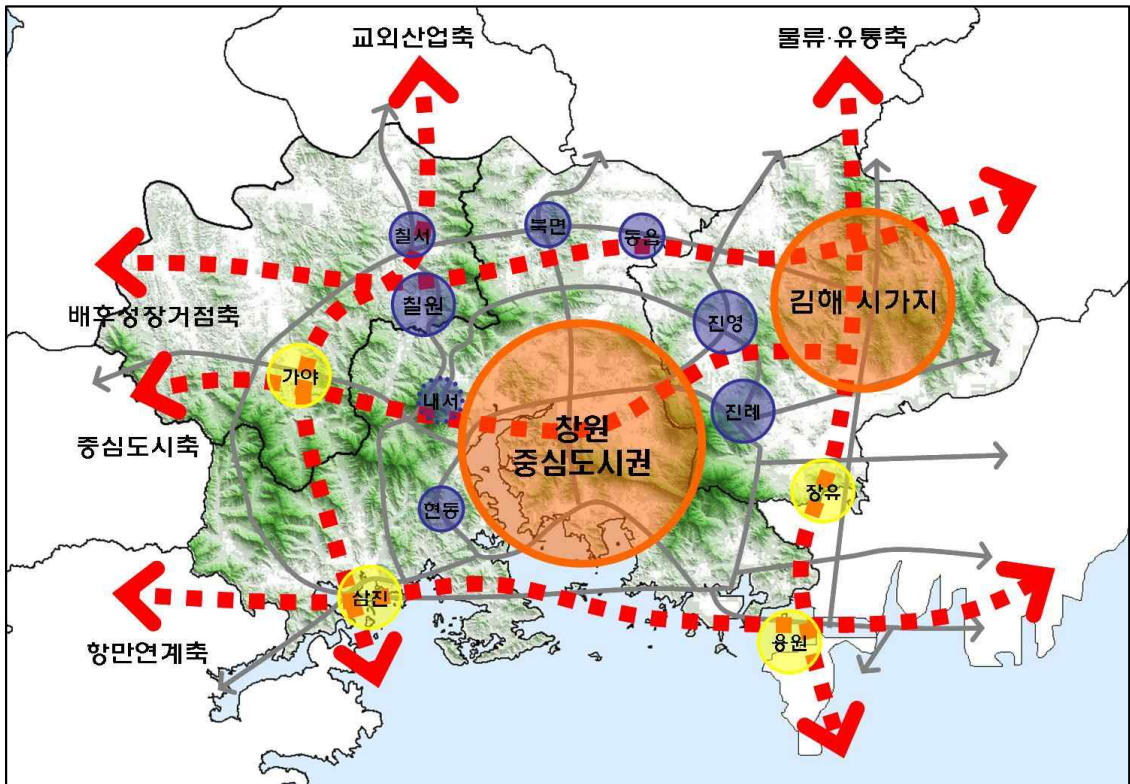 교외산업축
물류·유통축
칠서
북면
동읍
김해 시가지
배후성장거점축
칠원
진영
가야
내서
진례
창원
중심도시권
중심도시축
장유
현동
삼진
용원
항만연계축